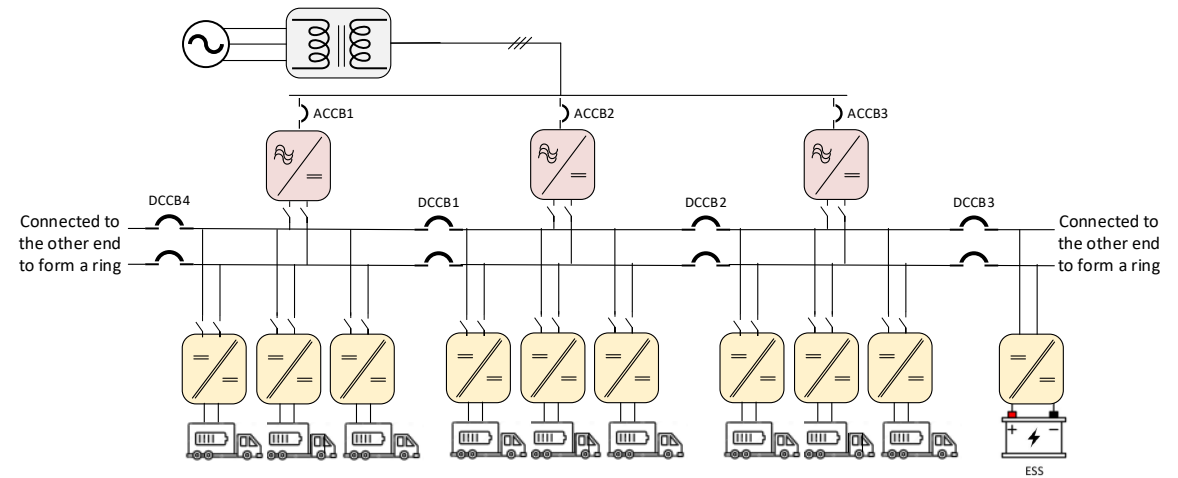 ACCB1
ACCB2
ACCB3
DCCB4
DCCB1
DCCB2
DCCB3
Connected to
the other end
to form a ring
Connected to
the other end
to form a ring
+ −
ESS